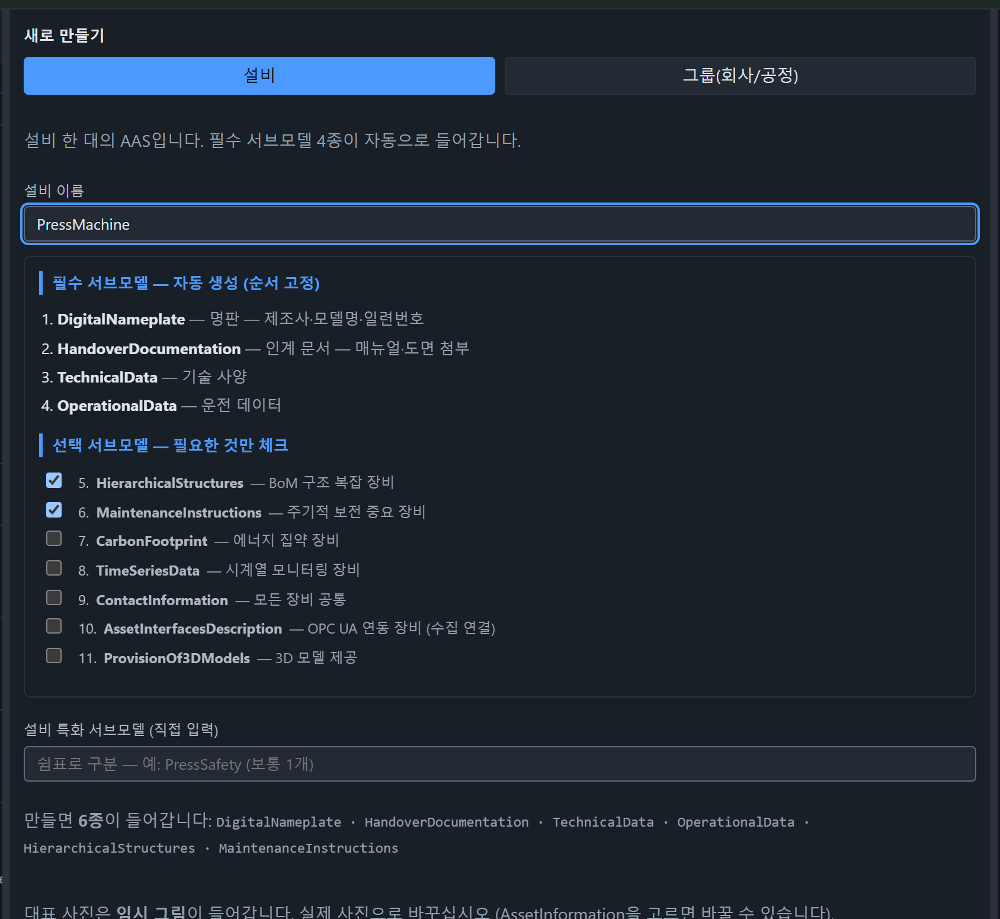 새로 만들기
설비
그룹(회사/공정)
설비 한 대의 AAS입니다. 필수 서브모델 4종이 자동으로 들어갑니다.
설비 이름
PressMachine
필수 서브모델 — 자동 생성 (순서 고정)
1. DigitalNameplate — 명판 — 제조사·모델명·일련번호
2. HandoverDocumentation — 인계 문서 — 매뉴얼·도면 첨부
3. TechnicalData — 기술 사양
4. OperationalData — 운전 데이터
선택 서브모델 — 필요한 것만 체크
5. HierarchicalStructures — BoM 구조 복잡 장비
6. MaintenanceInstructions — 주기적 보전 중요 장비
7. CarbonFootprint — 에너지 집약 장비
8. TimeSeriesData — 시계열 모니터링 장비
9. ContactInformation — 모든 장비 공통
10. AssetInterfacesDescription — OPC UA 연동 장비 (수집 연결)
11. ProvisionOf3DModels — 3D 모델 제공
설비 특화 서브모델 (직접 입력)
쉼표로 구분 — 예: PressSafety (보통 1개)
만들면 6종이 들어갑니다: DigitalNameplate · HandoverDocumentation · TechnicalData · OperationalData ·
HierarchicalStructures · MaintenanceInstructions
대표 사진은 임시 그림이 들어갑니다. 실제 사진으로 바꾸십시오 (AssetInformation을 고르면 바꿀 수 있습니다).